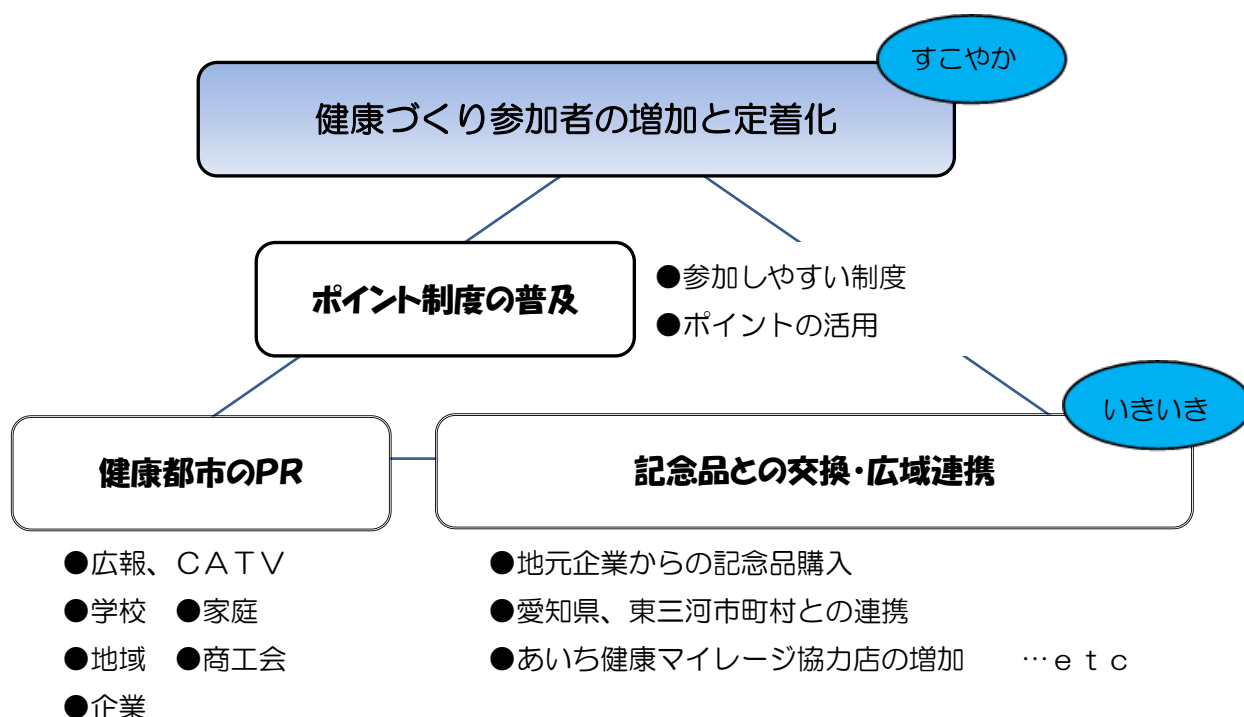 すこやか
健康づくり参加者の増加と定着化
ポイント制度の普及
●参加しやすい制度
●ポイントの活用
いきいき
健康都市のPR
記念品との交換・広域連携
●広報、ＣＡＴＶ
●学校　●家庭
●地域　●商工会
●企業
●地元企業からの記念品購入
●愛知県、東三河市町村との連携
●あいち健康マイレージ協力店の増加　　…ｅｔｃ